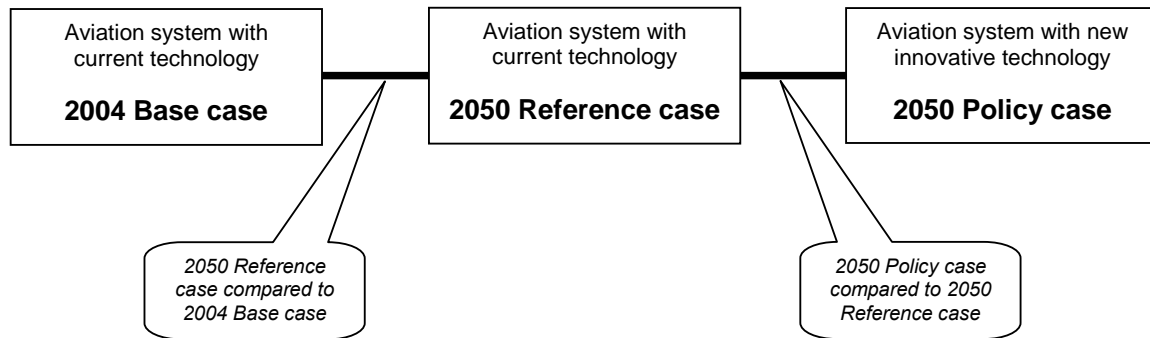 Aviation system with
current technology
2004 Base case
Aviation system with
current technology
2050 Reference case
Aviation system with new
innovative technology
2050 Policy case
2050 Reference
case compared to
2004 Base case
2050 Policy case
compared to 2050
Reference case